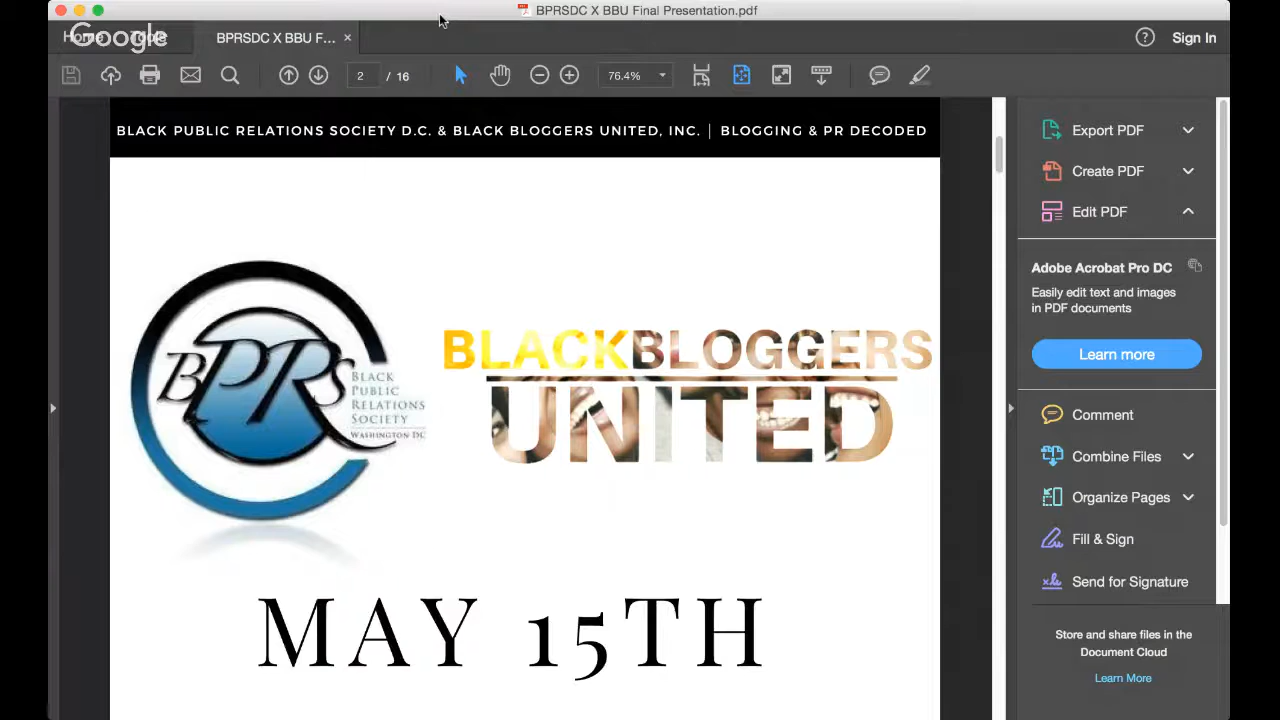 BPRSDC X BBU Final Presentation.pdf
Google
BPRSDC X BBU F... ×
? Sign In
2 / 16
76.4%
BLACK PUBLIC RELATIONS SOCIETY D.C. & BLACK BLOGGERS UNITED, INC. | BLOGGING & PR DECODED
BPRS
BLACK
PUBLIC
RELATIONS
SOCIETY
WASHINGTON DC
BLACKBLOGGERS
UNITED
MAY 15TH
Export PDF
Create PDF
Edit PDF
Adobe Acrobat Pro DC
Easily edit text and images
in PDF documents
Learn more
Comment
Combine Files
Organize Pages
Fill & Sign
Send for Signature
Store and share files in the
Document Cloud
Learn More